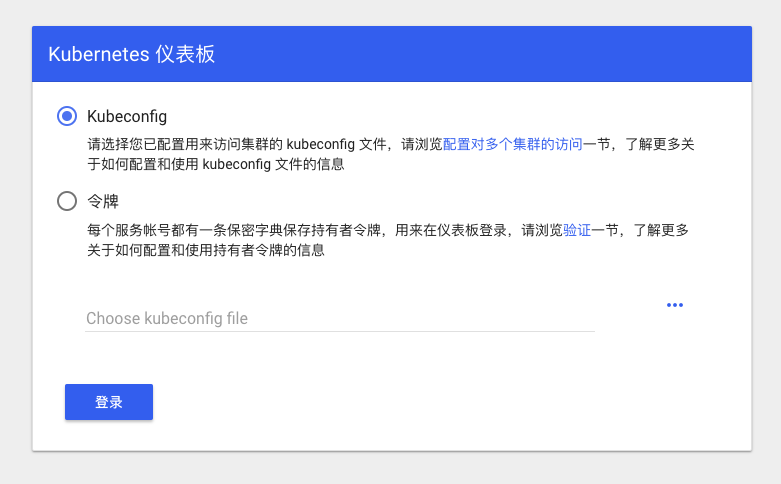 Kubernetes 仪表板
Kubeconfig
请选择您已配置用来访问集群的 kubeconfig 文件，请浏览配置对多个集群的访问一节，了解更多关
于如何配置和使用 kubeconfig 文件的信息
令牌
每个服务帐号都有一条保密字典保存持有者令牌，用来在仪表板登录，请浏览验证一节，了解更多
关于如何配置和使用持有者令牌的信息
Choose kubeconfig file
登录